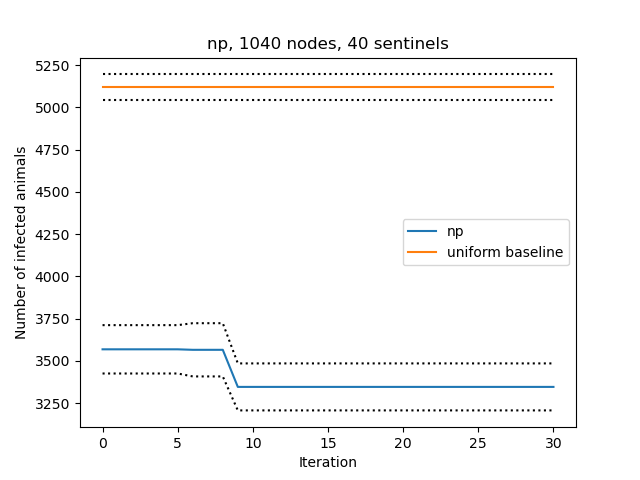 np, 1040 nodes, 40 sentinels
5250
5000
4750
4500
4250
4000
3750
3500
3250
Number of infected animals
np
uniform baseline
0 5 10 15 20 25 30
Iteration